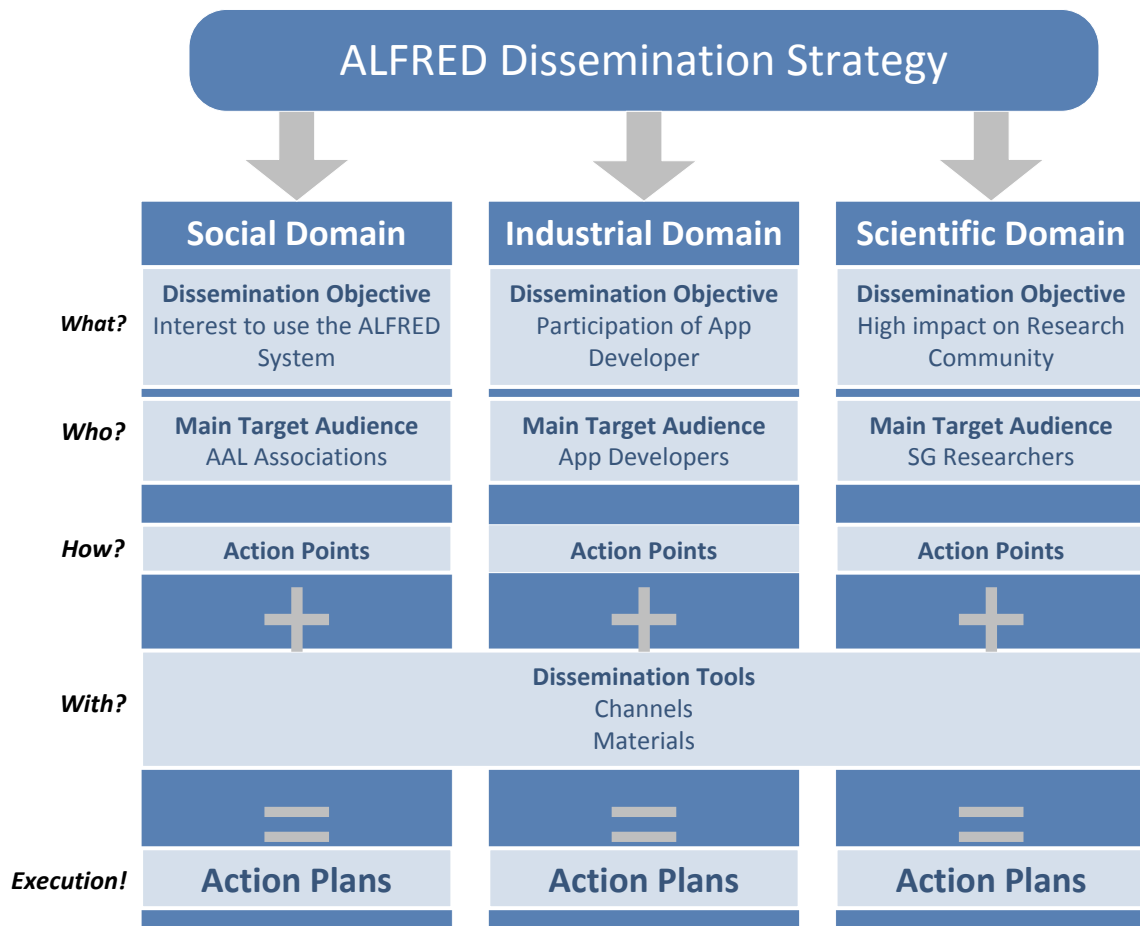 ALFRED Dissemination Strategy
Social Domain
Industrial Domain
Scientific Domain
What?
Dissemination Objective
Interest to use the ALFRED
System
Dissemination Objective
Participation of App
Developer
Dissemination Objective
High impact on Research
Community
Who?
Main Target Audience
AAL Associations
Main Target Audience
App Developers
Main Target Audience
SG Researchers
How?
Action Points
Action Points
Action Points
+
+
+
With?
Dissemination Tools
Channels
Materials
=
=
=
Execution!
Action Plans
Action Plans
Action Plans